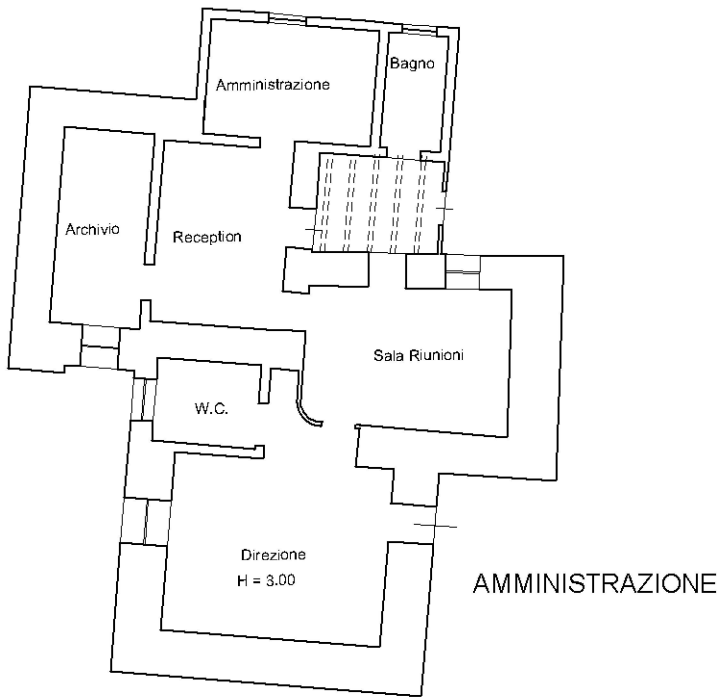 Bagno
Amministrazione
Archivio
Reception
Sala Riunioni
W.C.
Direzione
H = 3.00
AMMINISTRAZIONE